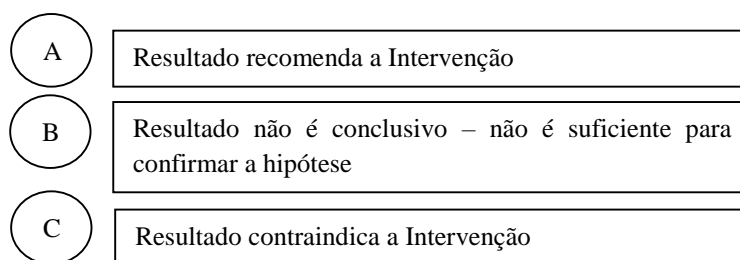 A
Resultado recomenda a Intervenção
B
Resultado não é conclusivo – não é suficiente para
confirmar a hipótese
C
Resultado contraindica a Intervenção